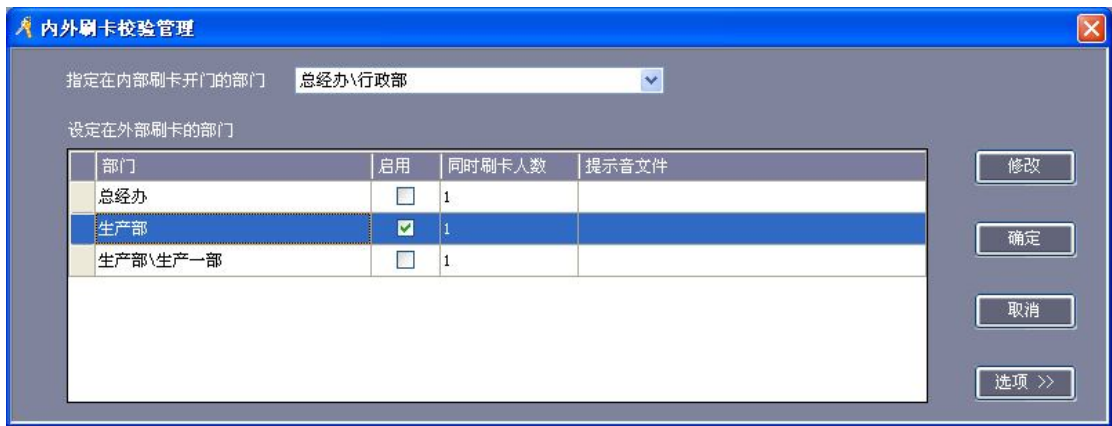 内外刷卡校验管理
指定在内部刷卡开门的部门 总经办\行政部
设定在外部刷卡的部门
部门 启用 同时刷卡人数 提示音文件
总经办 1
生产部 1
生产部\生产一部 1
修改
确定
取消
选项 >>